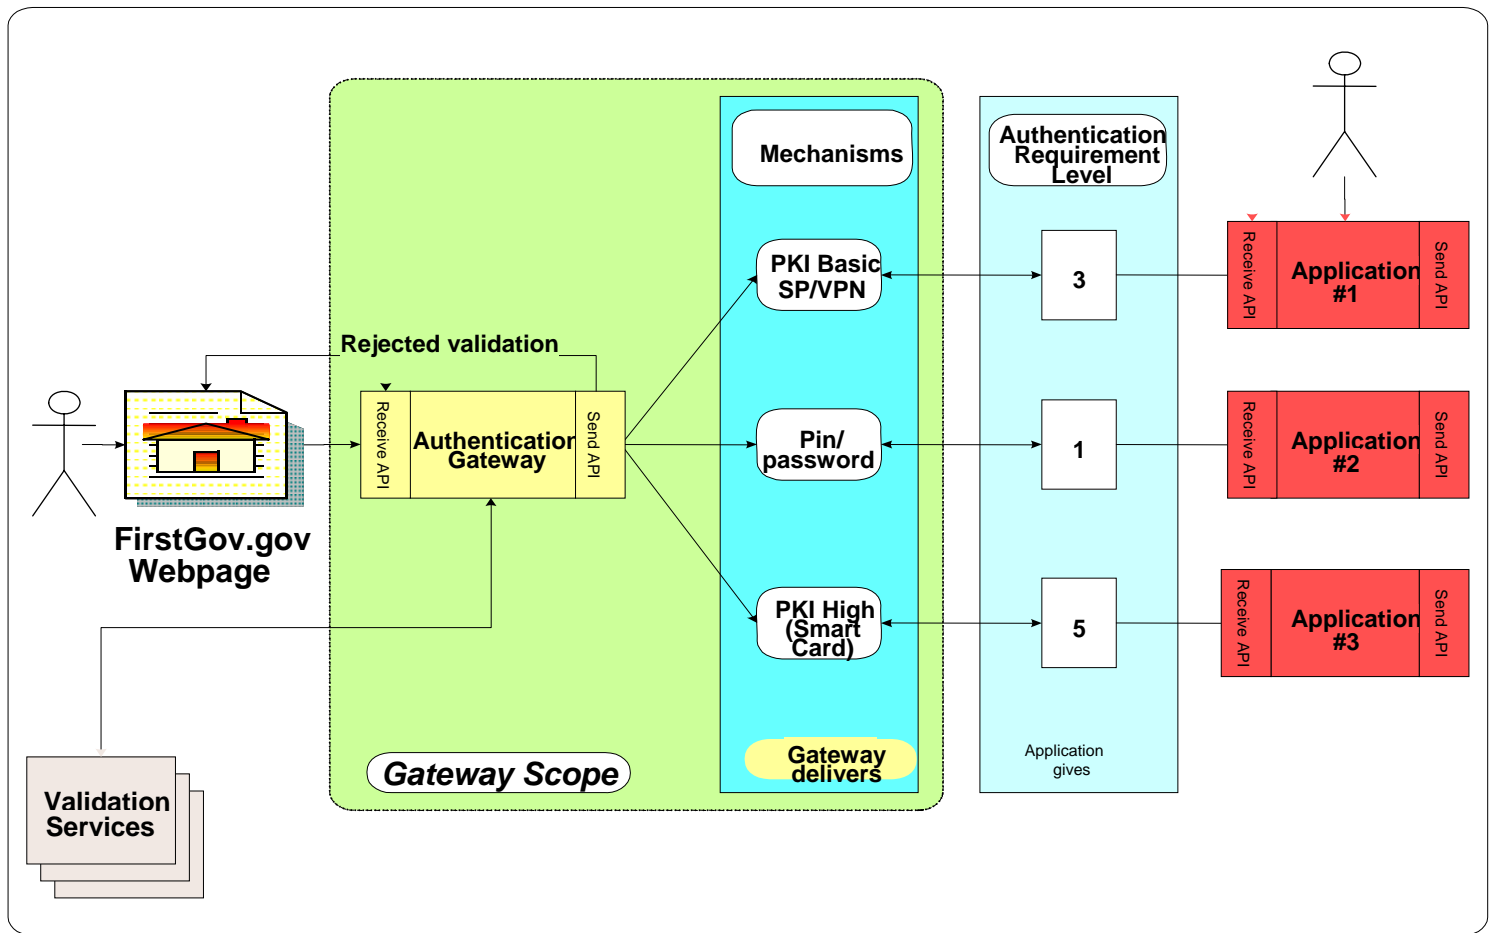 Mechanisms
Authentication
Requirement
Level
PKI Basic
SP/VPN
3
Receive API
Application
#1
Send API
Rejected validation
Receive API
Authentication
Gateway
Send API
Pin/
password
1
Receive API
Application
#2
Send API
FirstGov.gov
Webpage
PKI High
(Smart
Card)
5
Receive API
Application
#3
Send API
Gateway Scope
Gateway
delivers
Application
gives
Validation
Services